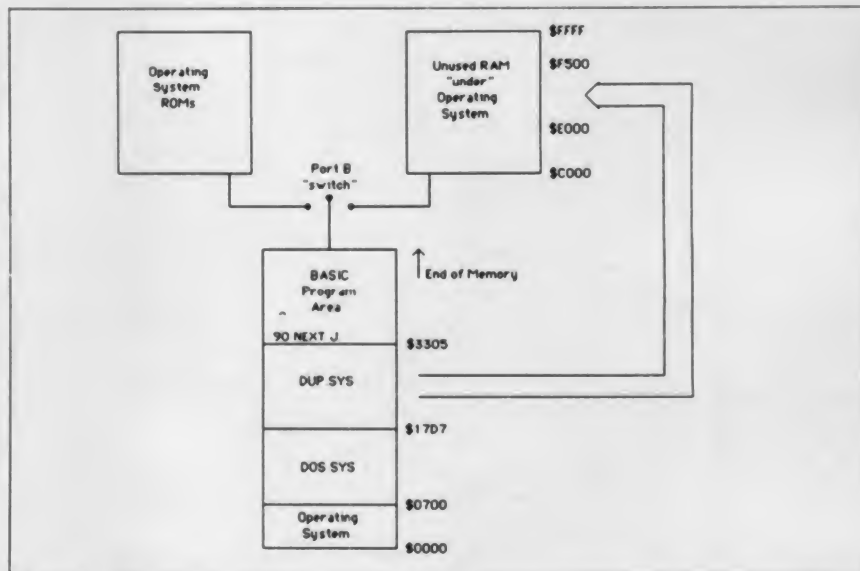 Operating
System
ROMs
Unused RAM
"under"
Operating
System
$FFFF
$F500
$E000
$C000
Port B
"switch"
BASIC
Program
Area
^
90 NEXT J
End of Memory
$3305
DUP.SYS
$17D7
DOS SYS
$0700
Operating
System
$0000